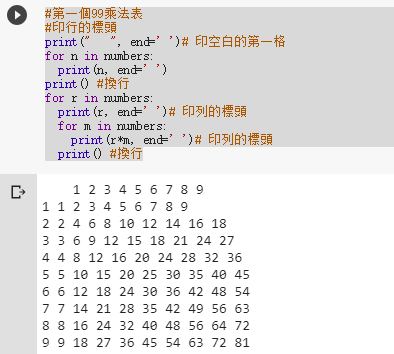 #第一個99乘法表
#印行的標頭
print("   ", end=' ')# 印空白的第一格
for n in numbers:
  print(n, end=' ')
print() #換行
for r in numbers:
  print(r, end=' ')# 印列的標頭
  for m in numbers:
    print(r*m, end=' ')# 印列的標頭
  print() #換行
    1 2 3 4 5 6 7 8 9
1 1 2 3 4 5 6 7 8 9
2 2 4 6 8 10 12 14 16 18
3 3 6 9 12 15 18 21 24 27
4 4 8 12 16 20 24 28 32 36
5 5 10 15 20 25 30 35 40 45
6 6 12 18 24 30 36 42 48 54
7 7 14 21 28 35 42 49 56 63
8 8 16 24 32 40 48 56 64 72
9 9 18 27 36 45 54 63 72 81